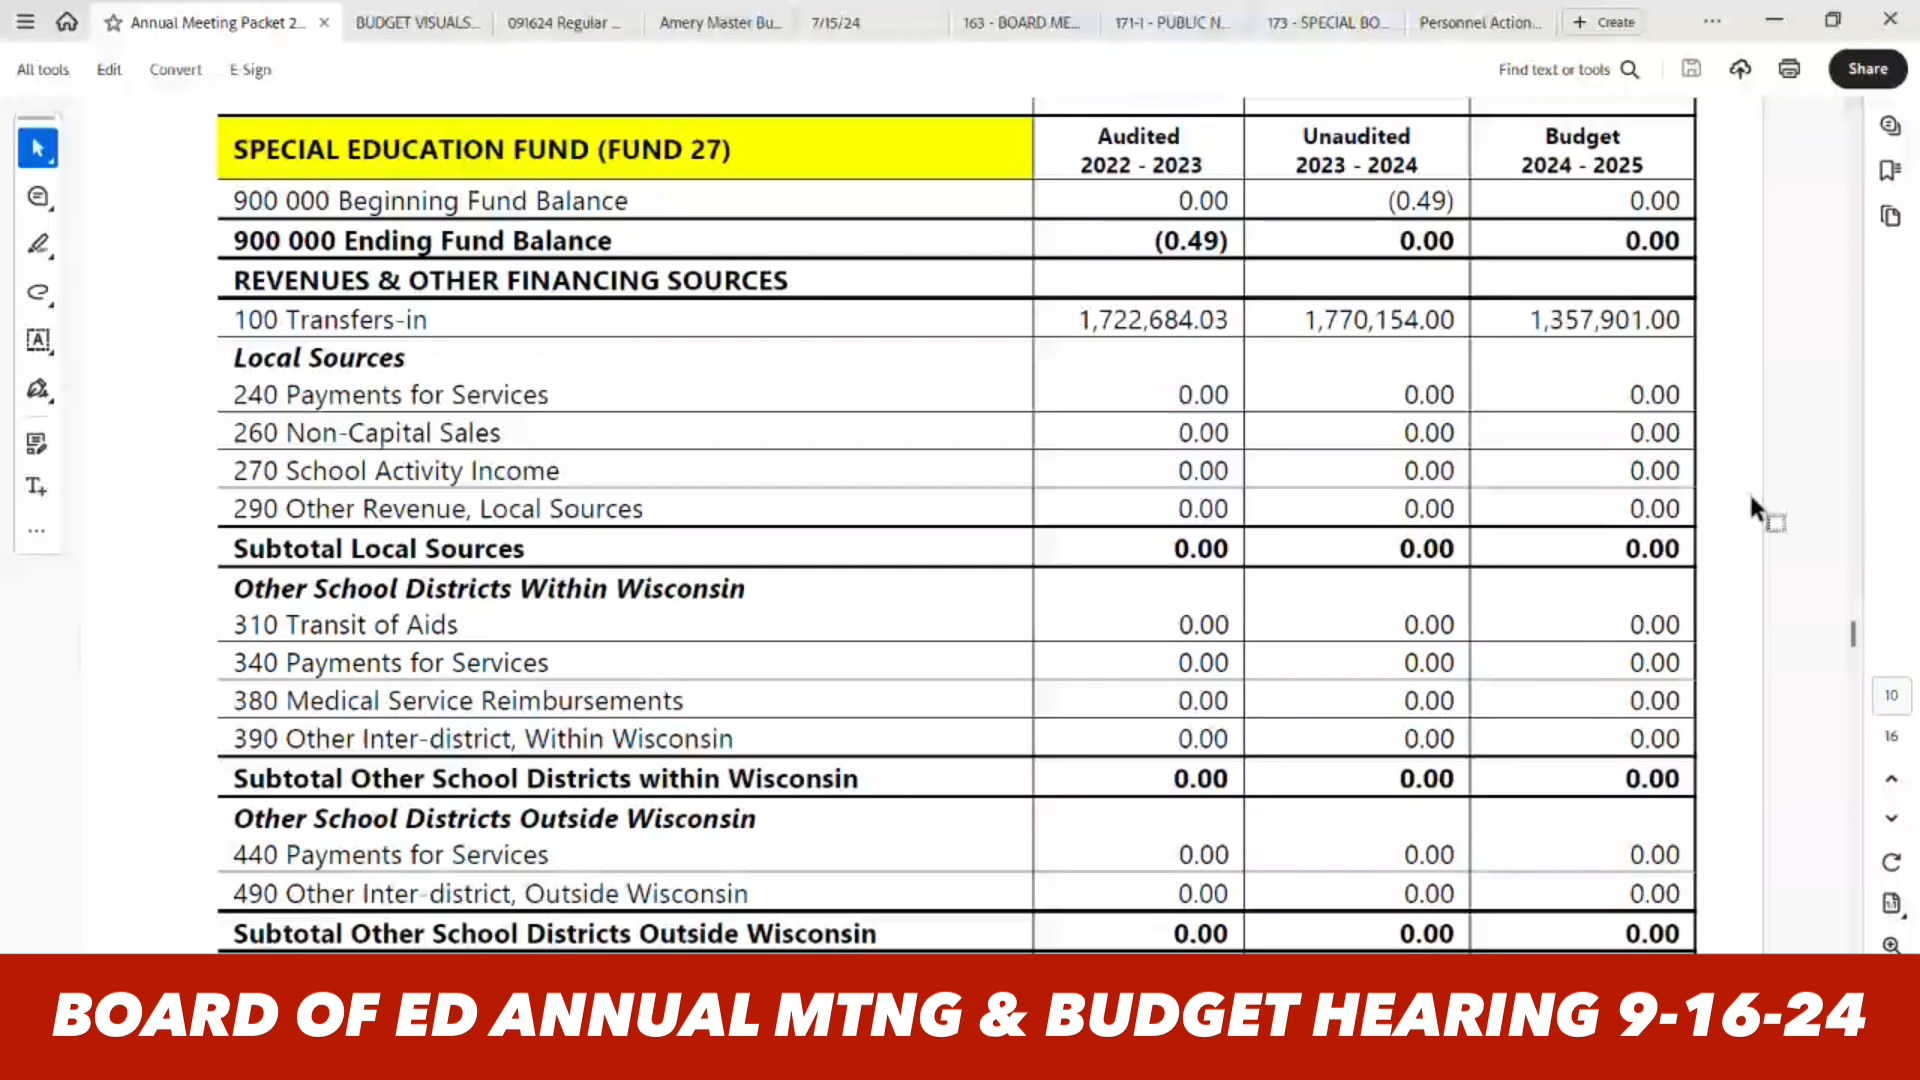 Annual Meeting Packet 2... BUDGET VISUALS... 091624 Regular ... Amery Master Bu... 7/15/24 163 - BOARD ME... 171-1 - PUBLIC N... 173 - SPECIAL BO... Personnel Action... + Create
All tools Edit Convert E-Sign Find text or tools Share
SPECIAL EDUCATION FUND (FUND 27) Audited 2022 - 2023 Unaudited 2023 - 2024 Budget 2024 - 2025
900 000 Beginning Fund Balance 0.00 (0.49) 0.00
900 000 Ending Fund Balance (0.49) 0.00 0.00
REVENUES & OTHER FINANCING SOURCES
100 Transfers-in 1,722,684.03 1,770,154.00 1,357,901.00
Local Sources
240 Payments for Services 0.00 0.00 0.00
260 Non-Capital Sales 0.00 0.00 0.00
270 School Activity Income 0.00 0.00 0.00
290 Other Revenue, Local Sources 0.00 0.00 0.00
Subtotal Local Sources 0.00 0.00 0.00
Other School Districts Within Wisconsin
310 Transit of Aids 0.00 0.00 0.00
340 Payments for Services 0.00 0.00 0.00
380 Medical Service Reimbursements 0.00 0.00 0.00
390 Other Inter-district, Within Wisconsin 0.00 0.00 0.00
Subtotal Other School Districts within Wisconsin 0.00 0.00 0.00
Other School Districts Outside Wisconsin
440 Payments for Services 0.00 0.00 0.00
490 Other Inter-district, Outside Wisconsin 0.00 0.00 0.00
Subtotal Other School Districts Outside Wisconsin 0.00 0.00 0.00
10
16
BOARD OF ED ANNUAL MTNG & BUDGET HEARING 9-16-24